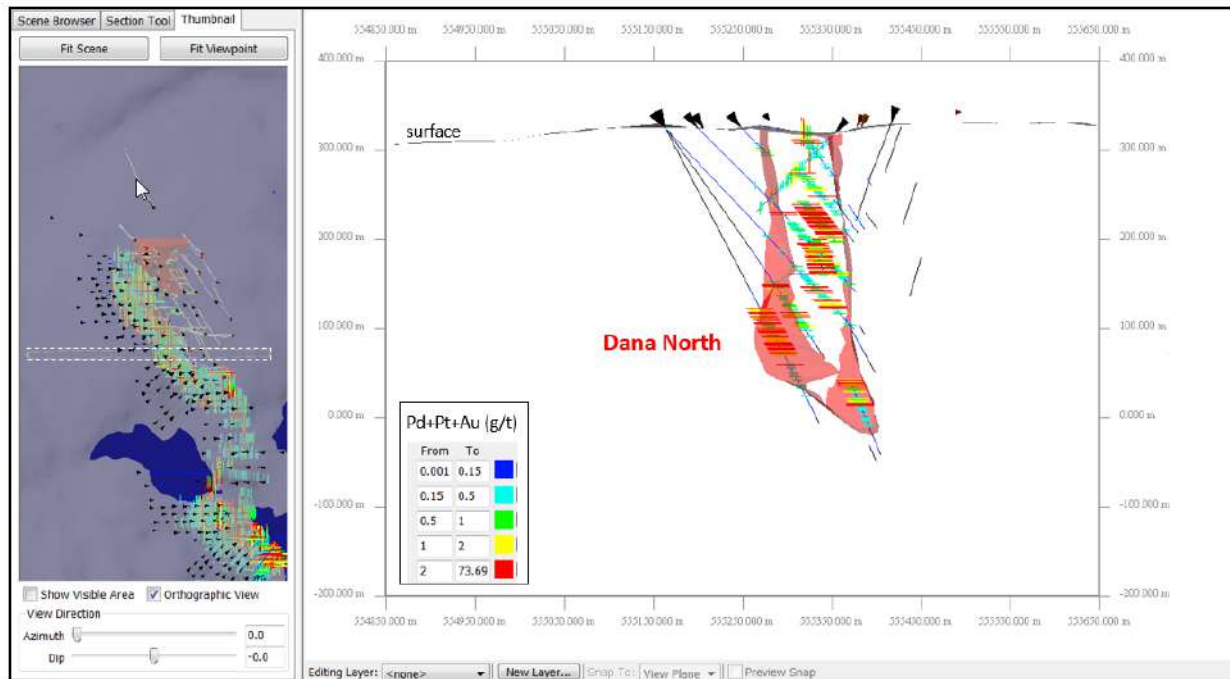 Scene Browser Section Tool Thumbnail
Fit Scene Fit Viewpoint
554850.000 m 554950.000 m 555050.000 m 555150.000 m 555250.000 m 555350.000 m 555450.000 m 555550.000 m 555650.000 m
400.000 m 400.000 m
surface
300.000 m 300.000 m
200.000 m 200.000 m
100.000 m 100.000 m
Dana North
0.000 m 0.000 m
Pd+Pt+Au (g/t)
From To
0.001 0.15
0.15 0.5
0.5 1
1 2
2 73.69
-100.000 m -100.000 m
-200.000 m -200.000 m
554850.000 m 554950.000 m 555050.000 m 555150.000 m 555250.000 m 555350.000 m 555450.000 m 555550.000 m 555650.000 m
Show Visible Area Orthographic View
View Direction
Azimuth 0.0
Dip -0.0
Editing Layer: <none> New Layer... Snap To: View Plane Preview Snap